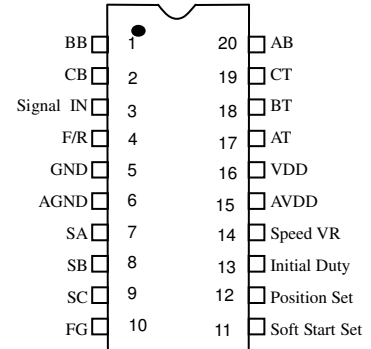 BB 1 20 AB
CB 2 19 CT
Signal IN 3 18 BT
F/R 4 17 AT
GND 5 16 VDD
AGND 6 15 AVDD
SA 7 14 Speed VR
SB 8 13 Initial Duty
SC 9 12 Position Set
FG 10 11 Soft Start Set